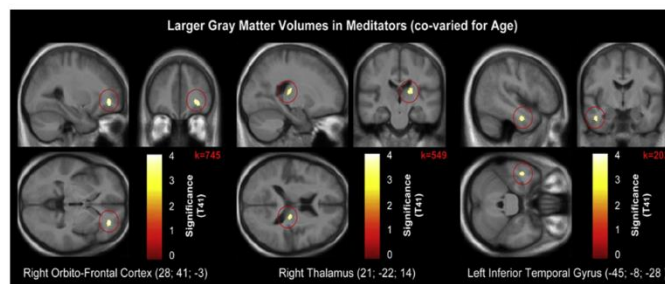 Larger Gray Matter Volumes in Meditators (co-varied for Age)
4 k=745
3
2
1
0
Significance
(T41)
Right Orbito-Frontal Cortex (28; 41; -3)
4 k=549
3
2
1
0
Significance
(T41)
Right Thalamus (21; -22; 14)
4 k=20
3
2
1
0
Significance
(T41)
Left Inferior Temporal Gyrus (-45; -8; -28